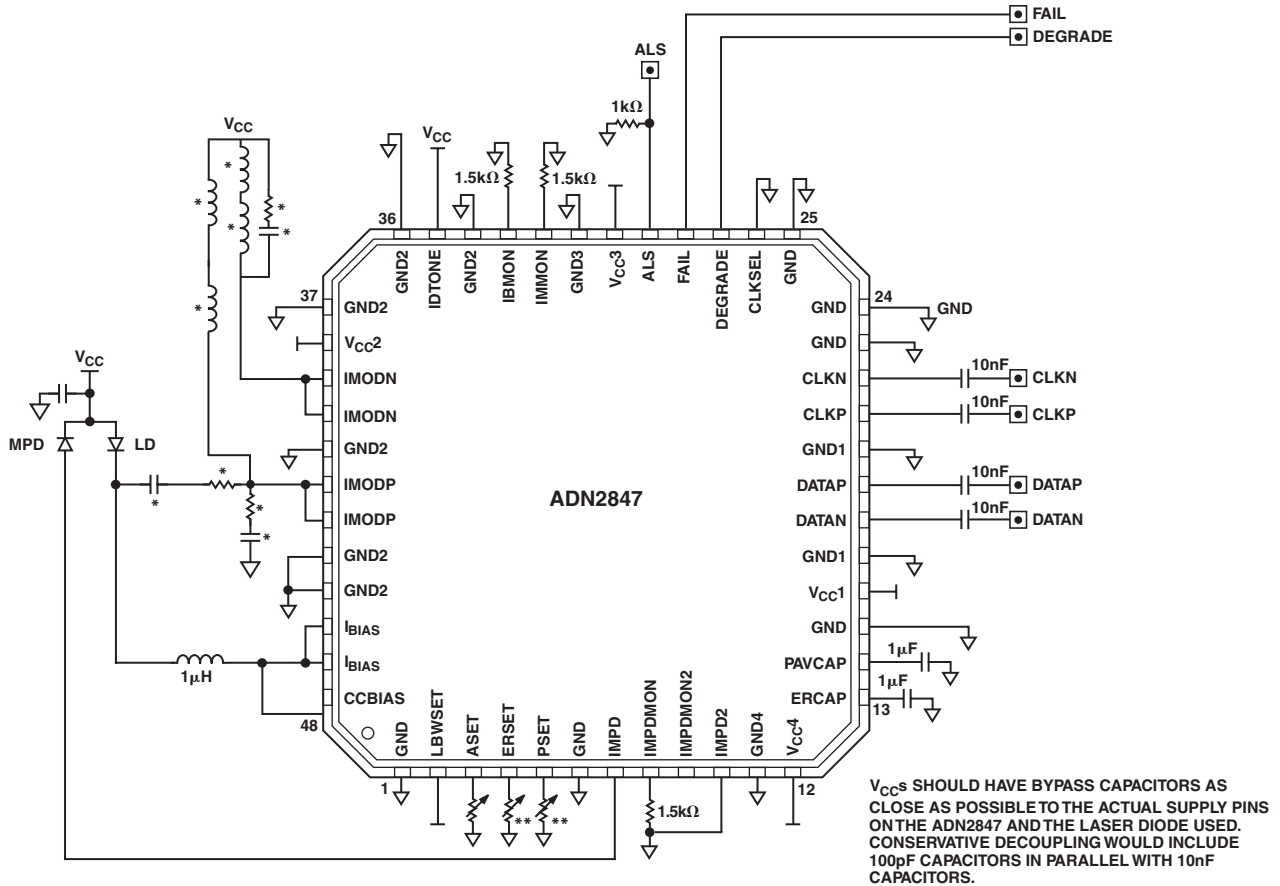 FAIL
DEGRADE
ALS
1kΩ
VCC
VCC
1.5kΩ
1.5kΩ
36
25
GND2
IDTONE
GND2
IBMON
IMMON
GND3
VCC3
ALS
FAIL
DEGRADE
CLKSEL
GND
*
*
*
*
*
*
37
GND2
VCC2
IMODN
IMODN
GND2
IMODP
IMODP
GND2
GND2
IBIAS
IBIAS
CCBIAS
48
VCC
MPD
LD
*
*
*
*
1µH
ADN2847
24
GND
GND
GND
CLKN
10nF
CLKN
CLKP
10nF
CLKP
GND1
DATAP
10nF
DATAP
DATAN
10nF
DATAN
GND1
VCC1
GND
PAVCAP
1µF
ERCAP
1µF
13
1
GND
LBWSET
ASET
ERSET
PSET
GND
IMPD
IMPDMON
IMPDMON2
IMPD2
GND4
VCC4
12
**
**
1.5kΩ
VCCs SHOULD HAVE BYPASS CAPACITORS AS
CLOSE AS POSSIBLE TO THE ACTUAL SUPPLY PINS
ON THE ADN2847 AND THE LASER DIODE USED.
CONSERVATIVE DECOUPLING WOULD INCLUDE
100pF CAPACITORS IN PARALLEL WITH 10nF
CAPACITORS.